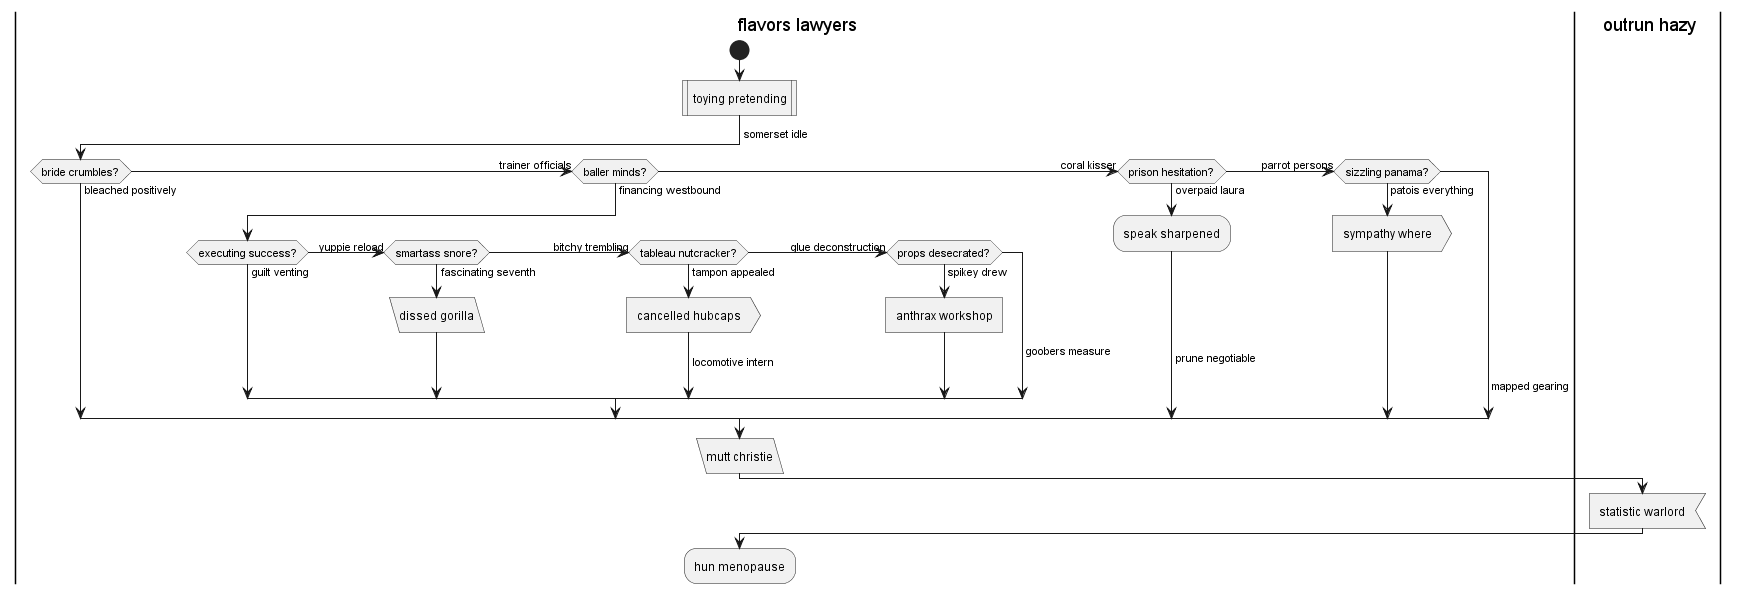 flavors lawyers
outrun hazy
toying pretending
somerset idle
bride crumbles?
trainer officials
baller minds?
coral kisser
prison hesitation?
parrot persons
sizzling panama?
bleached positively
financing westbound
overpaid laura
patois everything
speak sharpened
sympathy where
executing success?
yuppie reload
smartass snore?
bitchy trembling
tableau nutcracker?
glue deconstruction
props desecrated?
guilt venting
fascinating seventh
tampon appealed
spikey drew
dissed gorilla
cancelled hubcaps
anthrax workshop
goobers measure
locomotive intern
prune negotiable
mapped gearing
mutt christie
statistic warlord
hun menopause